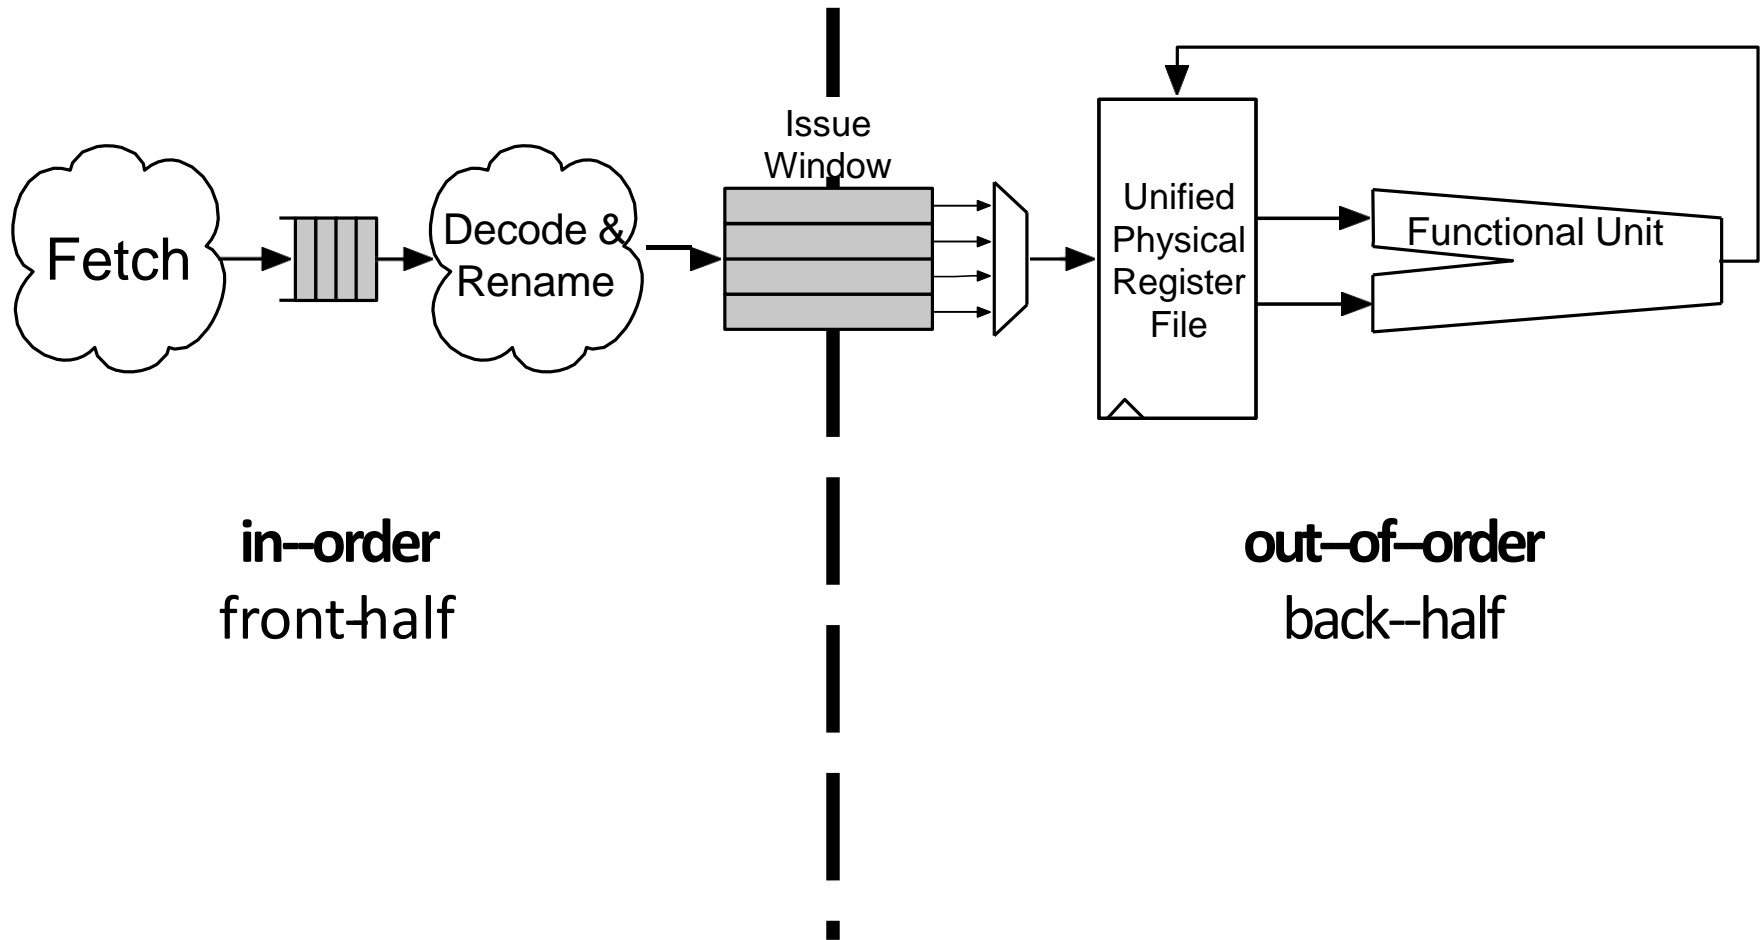 Issue
Window
Fetch
Decode &
Rename
Unified
Physical
Register
File
Functional Unit
in--order
front-half
out--of--order
back--half